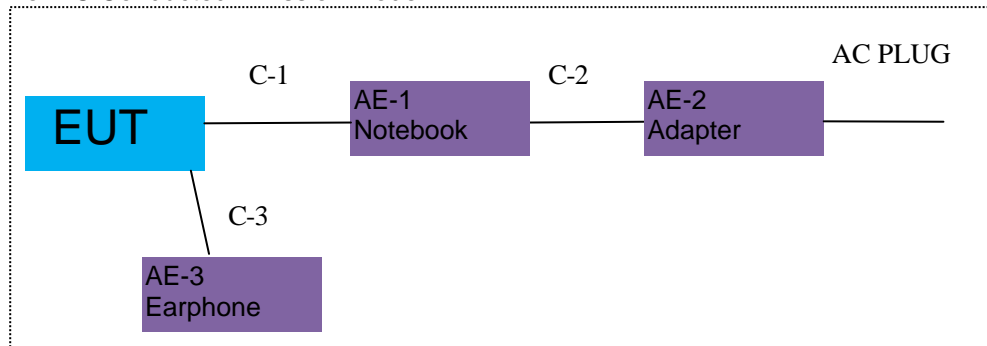 AC PLUG
C-1
C-2
EUT
AE-1
Notebook
AE-2
Adapter
C-3
AE-3
Earphone